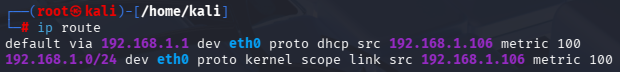 ┌──(root㉿kali)-[/home/kali]
└─# ip route
default via 192.168.1.1 dev eth0 proto dhcp src 192.168.1.106 metric 100
192.168.1.0/24 dev eth0 proto kernel scope link src 192.168.1.106 metric 100